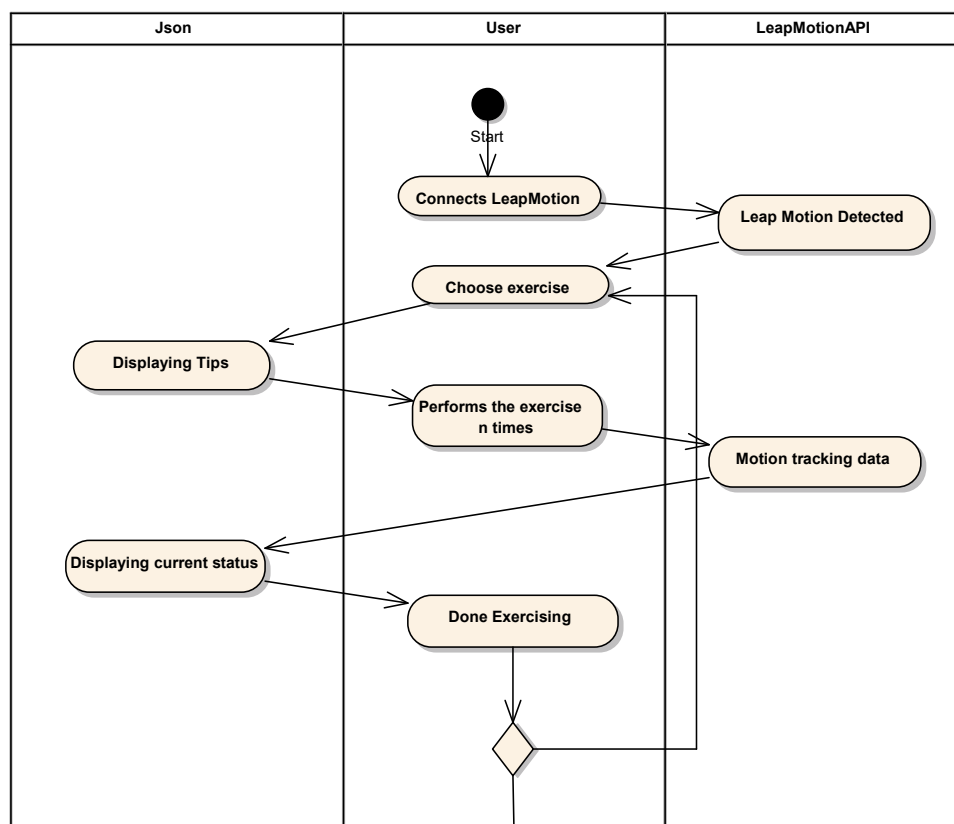 Json
User
LeapMotionAPI
Start
Connects LeapMotion
Leap Motion Detected
Choose exercise
Displaying Tips
Performs the exercise
n times
Motion tracking data
Displaying current status
Done Exercising